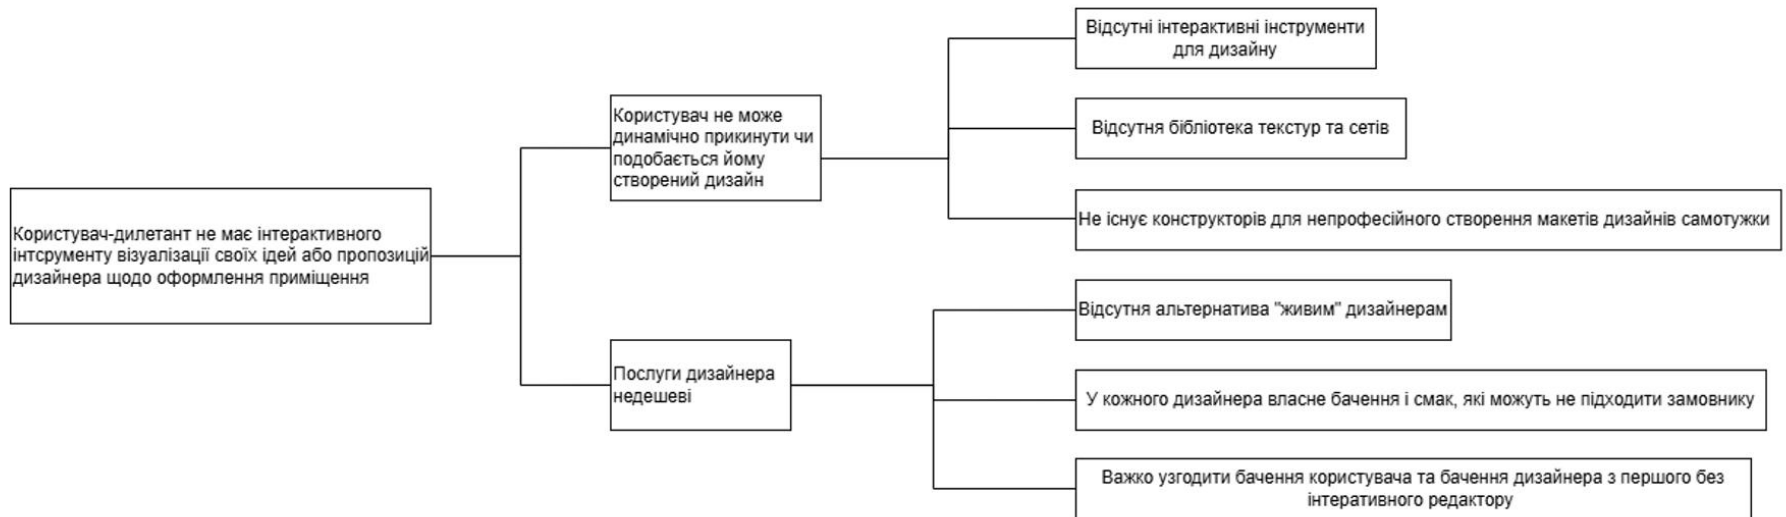 Відсутні інтерактивні інструменти
для дизайну
Користувач не може
динамічно прикинути чи
подобається йому
створений дизайн
Відсутня бібліотека текстур та сетів
Не існує конструкторів для непрофесійного створення макетів дизайнів самотужки
Користувач-дилетант не має інтерактивного
інтсрументу візуалізації своїх ідей або пропозицій
дизайнера щодо оформлення приміщення
Відсутня альтернатива "живим" дизайнерам
Послуги дизайнера
недешеві
У кожного дизайнера власне бачення і смак, які можуть не підходити замовнику
Важко узгодити бачення користувача та бачення дизайнера з першого без
інтеративного редактору